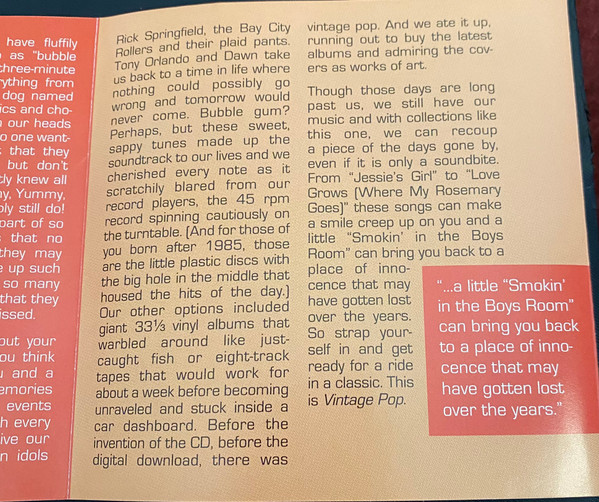 have fluffily
as "bubble
three-minute
rything from
dog named
ics and cho-
our heads
o one want-
that they
but don't
tly knew all
ny, Yummy,
bly still do!
part of so
that no
they may
e up such
so many
that they
issed.
out your
ou think
u and a
emories
events
h every
ive our
n idols
Rick Springfield, the Bay City
Rollers and their plaid pants.
Tony Orlando and Dawn take
us back to a time in life where
nothing could possibly go
wrong and tomorrow would
never come. Bubble gum?
Perhaps, but these sweet,
sappy tunes made up the
soundtrack to our lives and we
cherished every note as it
scratchily blared from our
record players, the 45 rpm
record spinning cautiously on
the turntable. (And for those of
you born after 1985, those
are the little plastic discs with
the big hole in the middle that
housed the hits of the day.)
Our other options included
giant 33⅓ vinyl albums that
warbled around like just-
caught fish or eight-track
tapes that would work for
about a week before becoming
unraveled and stuck inside a
car dashboard. Before the
invention of the CD, before the
digital download, there was
vintage pop. And we ate it up,
running out to buy the latest
albums and admiring the cov-
ers as works of art.
Though those days are long
past us, we still have our
music and with collections like
this one, we can recoup
a piece of the days gone by,
even if it is only a soundbite.
From "Jessie's Girl" to "Love
Grows (Where My Rosemary
Goes)" these songs can make
a smile creep up on you and a
little "Smokin' in the Boys
Room" can bring you back to a
place of inno-
cence that may
have gotten lost
over the years.
So strap your-
self in and get
ready for a ride
in a classic. This
is Vintage Pop.
"...a little "Smokin'
in the Boys Room"
can bring you back
to a place of inno-
cence that may
have gotten lost
over the years."